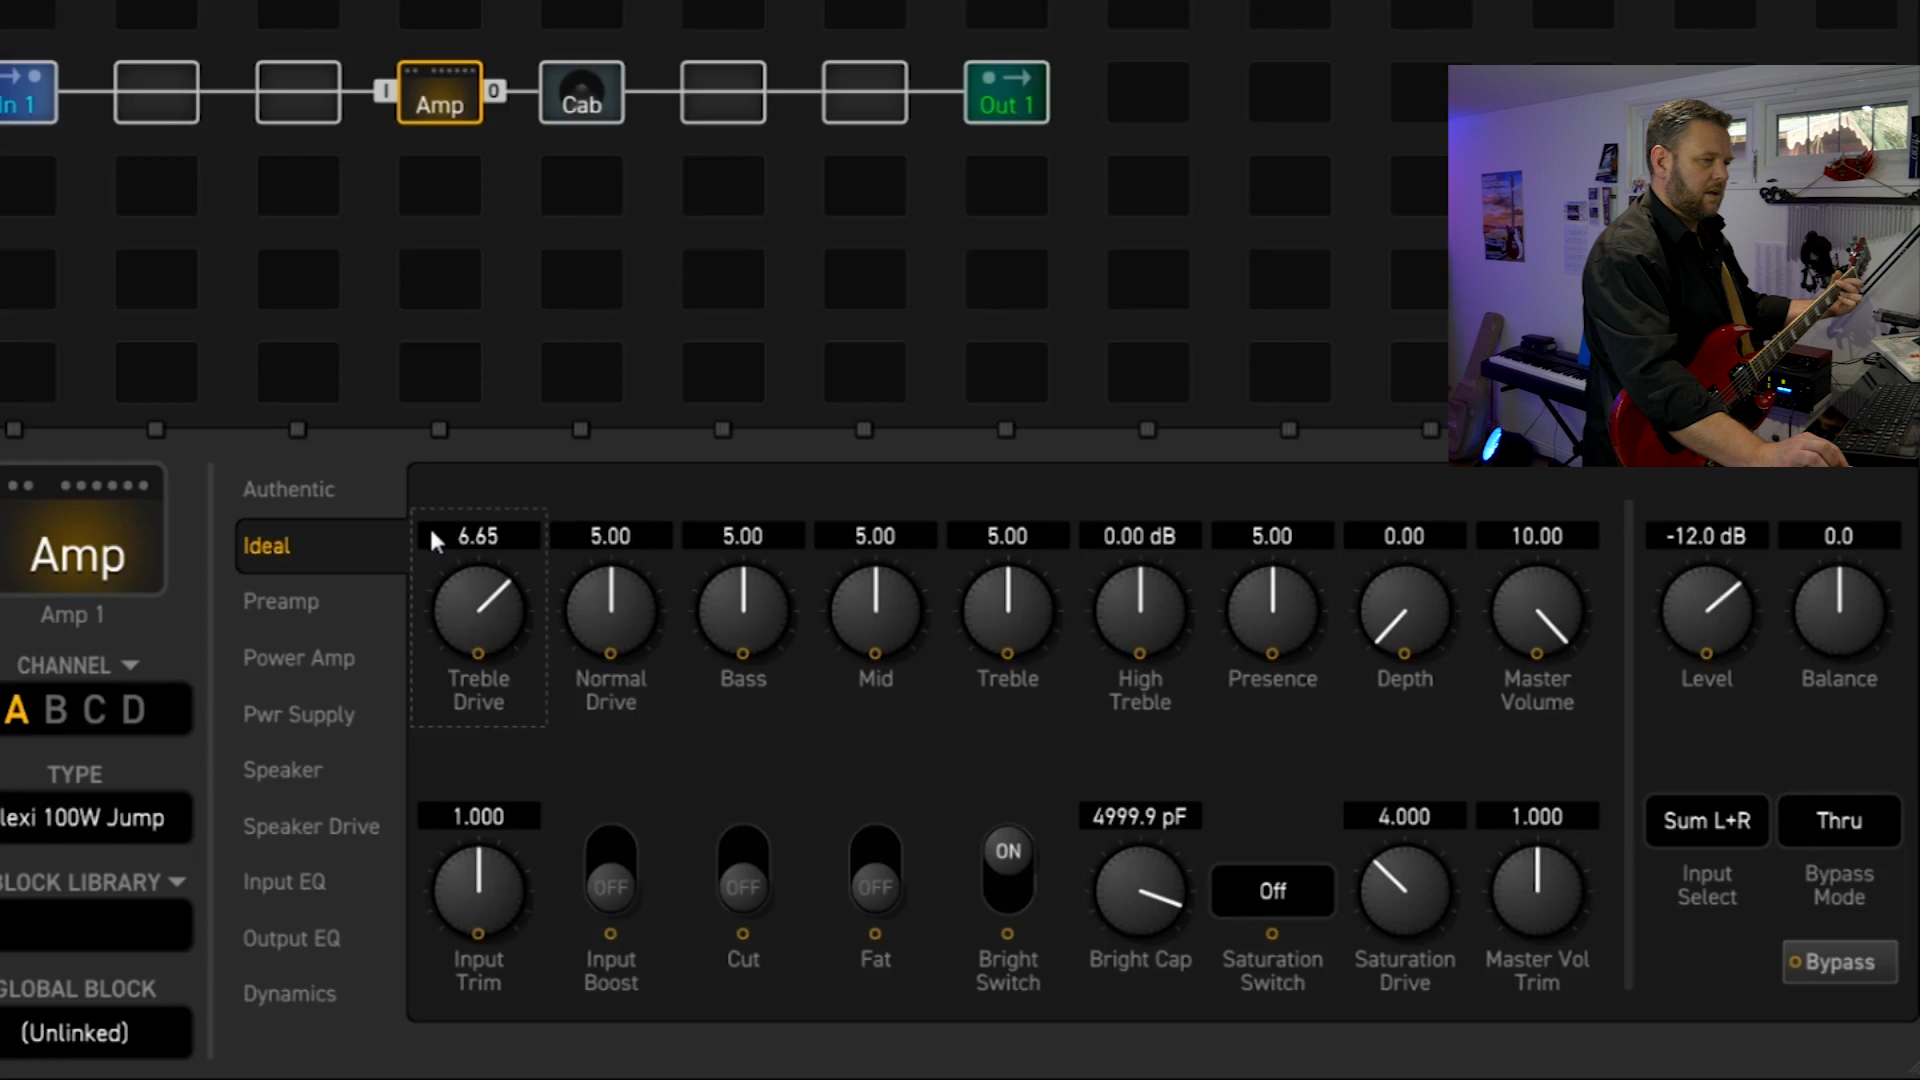 In 1
I
Amp
O
Cab
Out 1
Amp
Amp 1
CHANNEL
A B C D
TYPE
lexi 100W Jump
BLOCK LIBRARY
GLOBAL BLOCK
(Unlinked)
Authentic
Ideal
Preamp
Power Amp
Pwr Supply
Speaker
Speaker Drive
Input EQ
Output EQ
Dynamics
6.65 5.00 5.00 5.00 5.00 0.00 dB 5.00 0.00 10.00 -12.0 dB 0.0
Treble Normal Bass Mid Treble High Presence Depth Master Level Balance
Drive Drive Treble Volume
1.000 4999.9 pF 4.000 1.000
OFF OFF OFF ON Off Sum L+R Thru
Input Input Cut Fat Bright Bright Cap Saturation Saturation Master Vol Input Bypass
Trim Boost Switch Switch Drive Trim Select Mode
Bypass